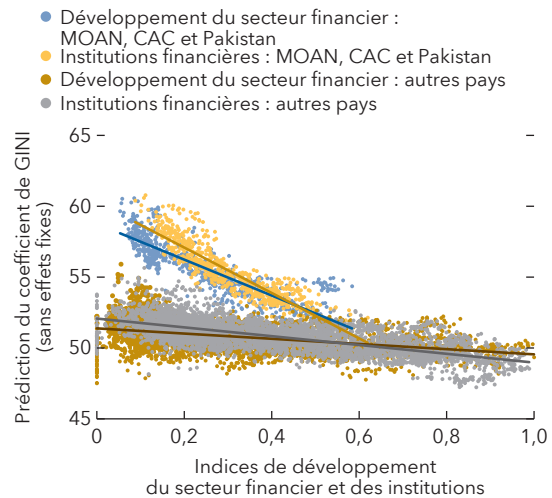 Développement du secteur financier :
MOAN, CAC et Pakistan
Institutions financières : MOAN, CAC et Pakistan
Développement du secteur financier : autres pays
Institutions financières : autres pays
Prédiction du coefficient de GINI
(sans effets fixes)
65
60
55
50
45
0
0,2
0,4
0,6
0,8
1,0
Indices de développement
du secteur financier et des institutions